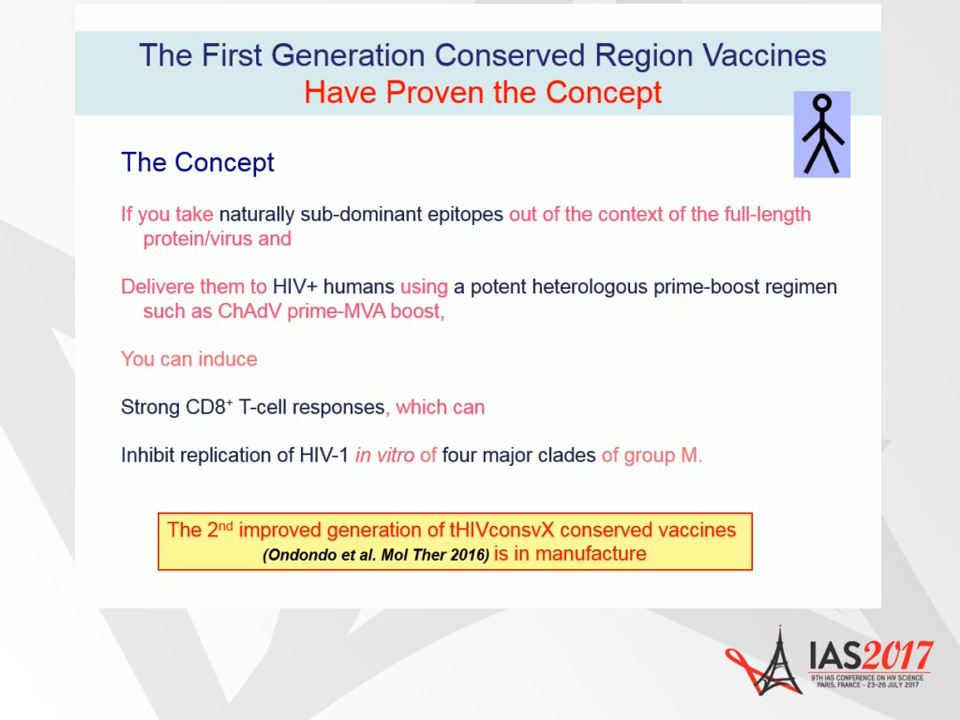 The First Generation Conserved Region Vaccines
Have Proven the Concept
The Concept
If you take naturally sub-dominant epitopes out of the context of the full-length
protein/virus and
Delivere them to HIV+ humans using a potent heterologous prime-boost regimen
such as ChAdV prime-MVA boost,
You can induce
Strong CD8⁺ T-cell responses, which can
Inhibit replication of HIV-1 in vitro of four major clades of group M.
The 2nd improved generation of tHIVconsvX conserved vaccines
(Ondondo et al. Mol Ther 2016) is in manufacture
IAS2017
9TH IAS CONFERENCE ON HIV SCIENCE
PARIS, FRANCE - 23-26 JULY 2017